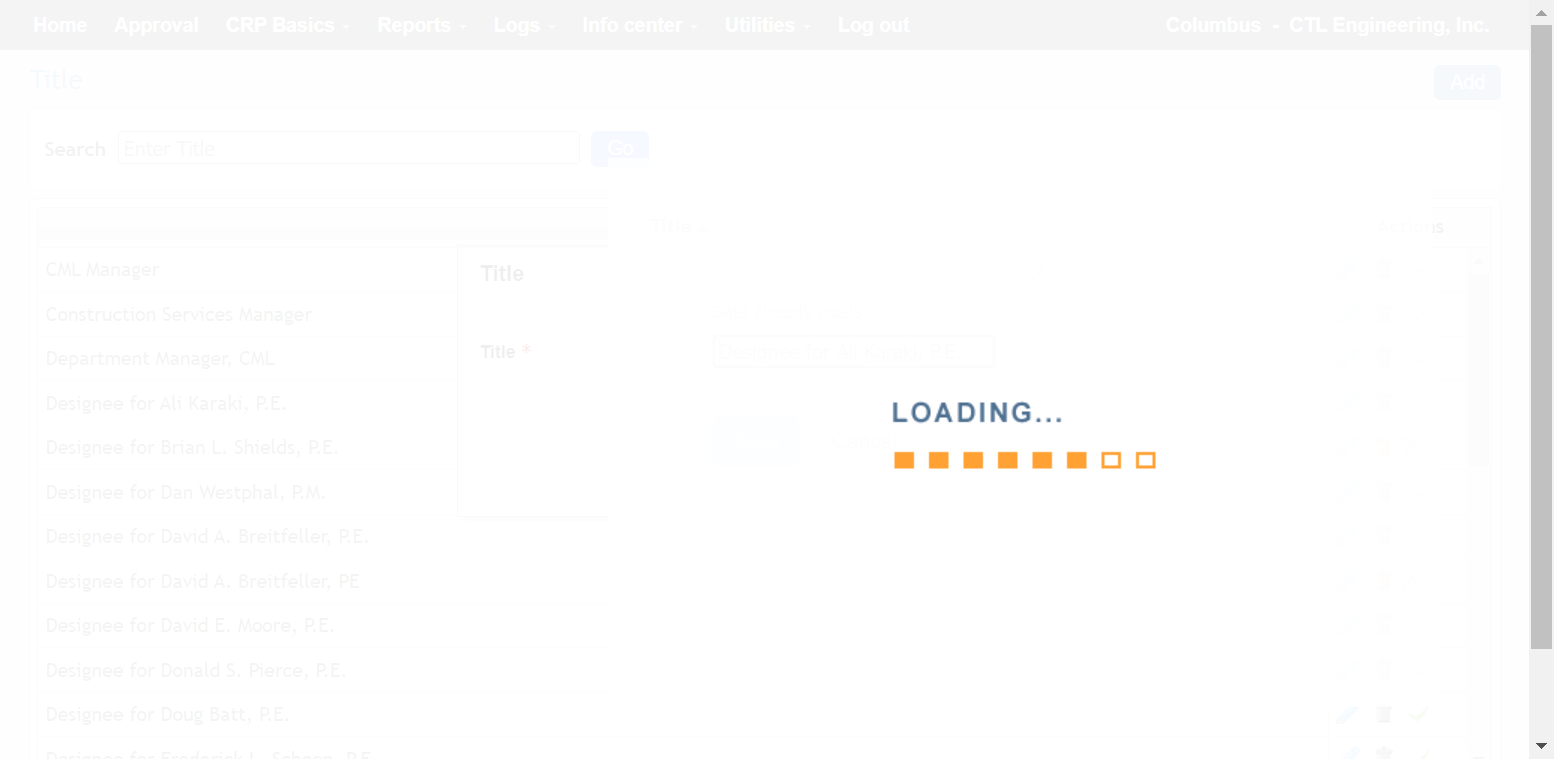 Home Approval CRP Basics Reports Logs Info center Utilities Log out Columbus - CTL Engineering, Inc.
Title Add
Search Enter Title Go
Title Actions
CML Manager
Title
Construction Services Manager
Title *
Designee for Ali Karaki, P.E.
Department Manager, CML
Designee for Ali Karaki, P.E.
LOADING...
Cancel
Designee for Brian L. Shields, P.E.
Designee for Dan Westphal, P.M.
Designee for David A. Breitfeller, P.E.
Designee for David A. Breitfeller, PE
Designee for David E. Moore, P.E.
Designee for Donald S. Pierce, P.E.
Designee for Doug Batt, P.E.